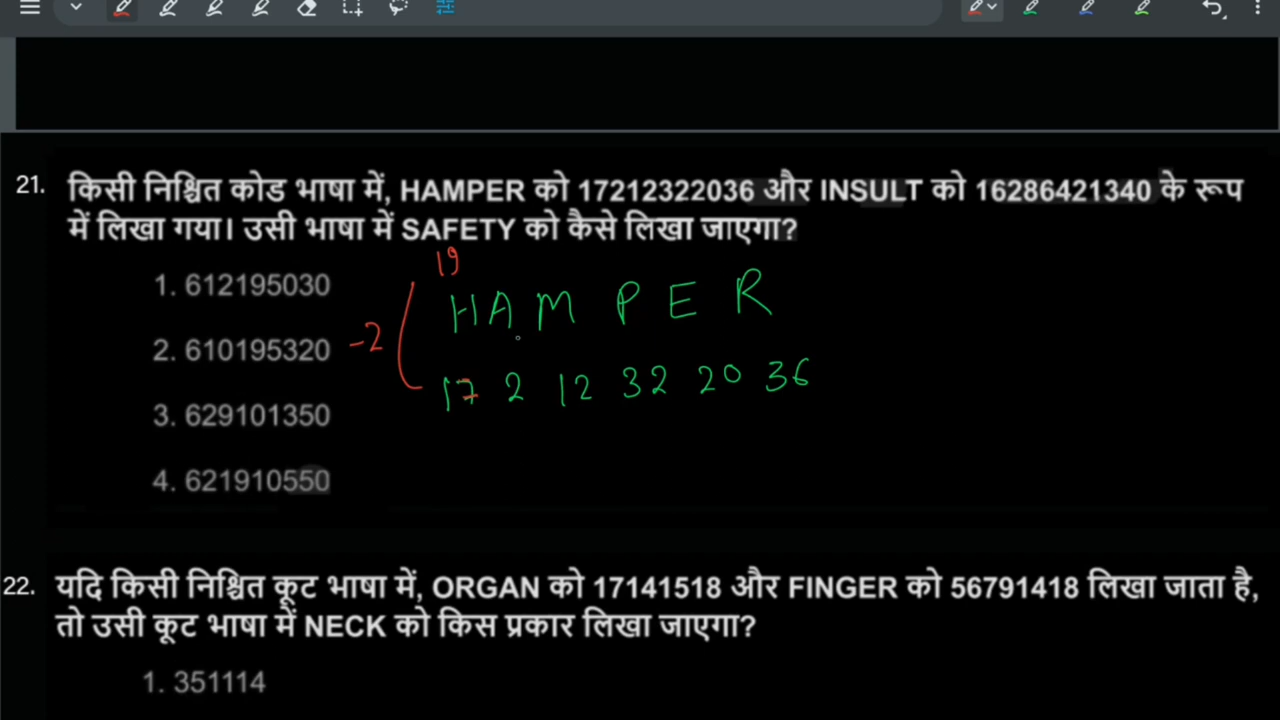 21. किसी निश्चित कोड भाषा में, HAMPER को 17212322036 और INSULT को 16286421340 के रूप
में लिखा गया। उसी भाषा में SAFETY को कैसे लिखा जाएगा?
19
1. 612195030
H A M P E R
2. 610195320
-2
17 2 12 32 20 36
3. 629101350
4. 621910550
22. यदि किसी निश्चित कूट भाषा में, ORGAN को 17141518 और FINGER को 56791418 लिखा जाता है,
तो उसी कूट भाषा में NECK को किस प्रकार लिखा जाएगा?
1. 351114